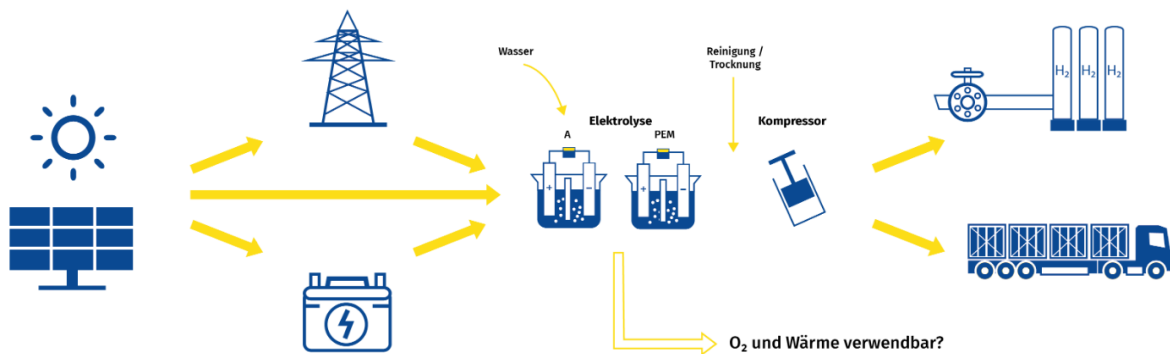 Wasser
Reinigung /
Trocknung
Elektrolyse
Kompressor
A
PEM
+
−
+
−
H₂
H₂
H₂
O₂ und Wärme verwendbar?